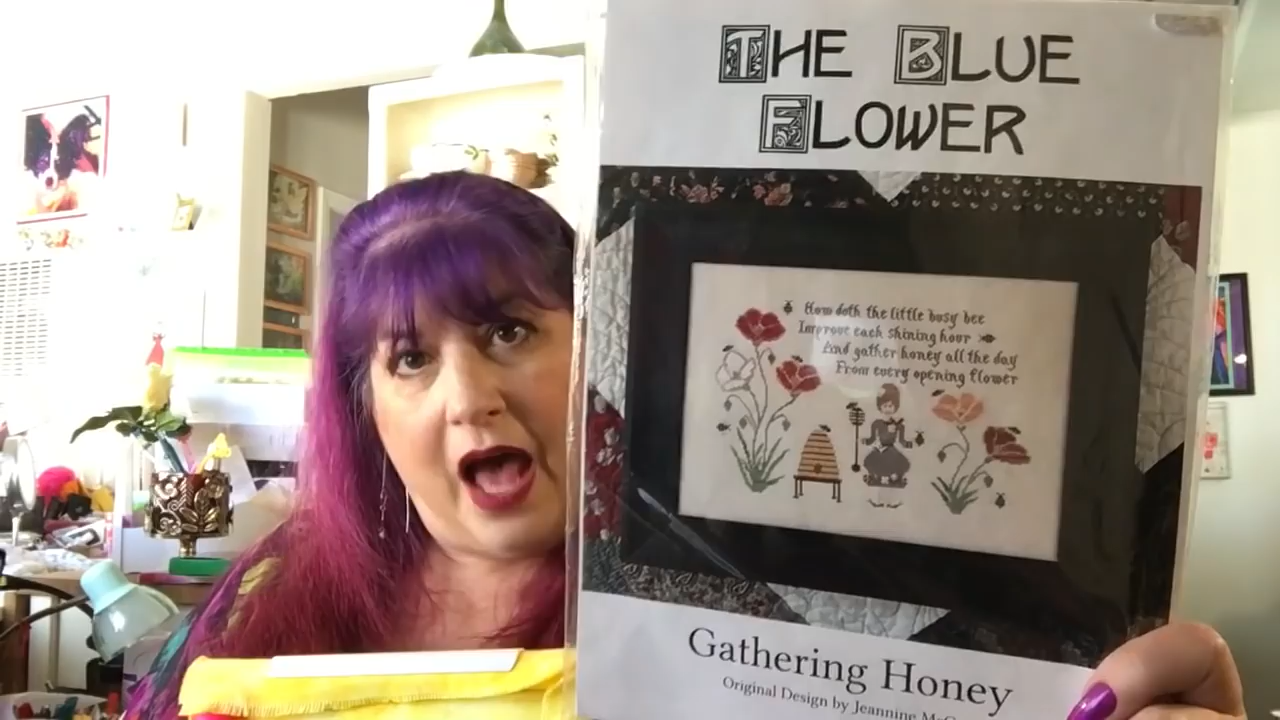 THE BLUE
FLOWER
How doth the little busy bee
Improve each shining hour
And gather honey all the day
From every opening flower
Gathering Honey
Original Design by Jeannine